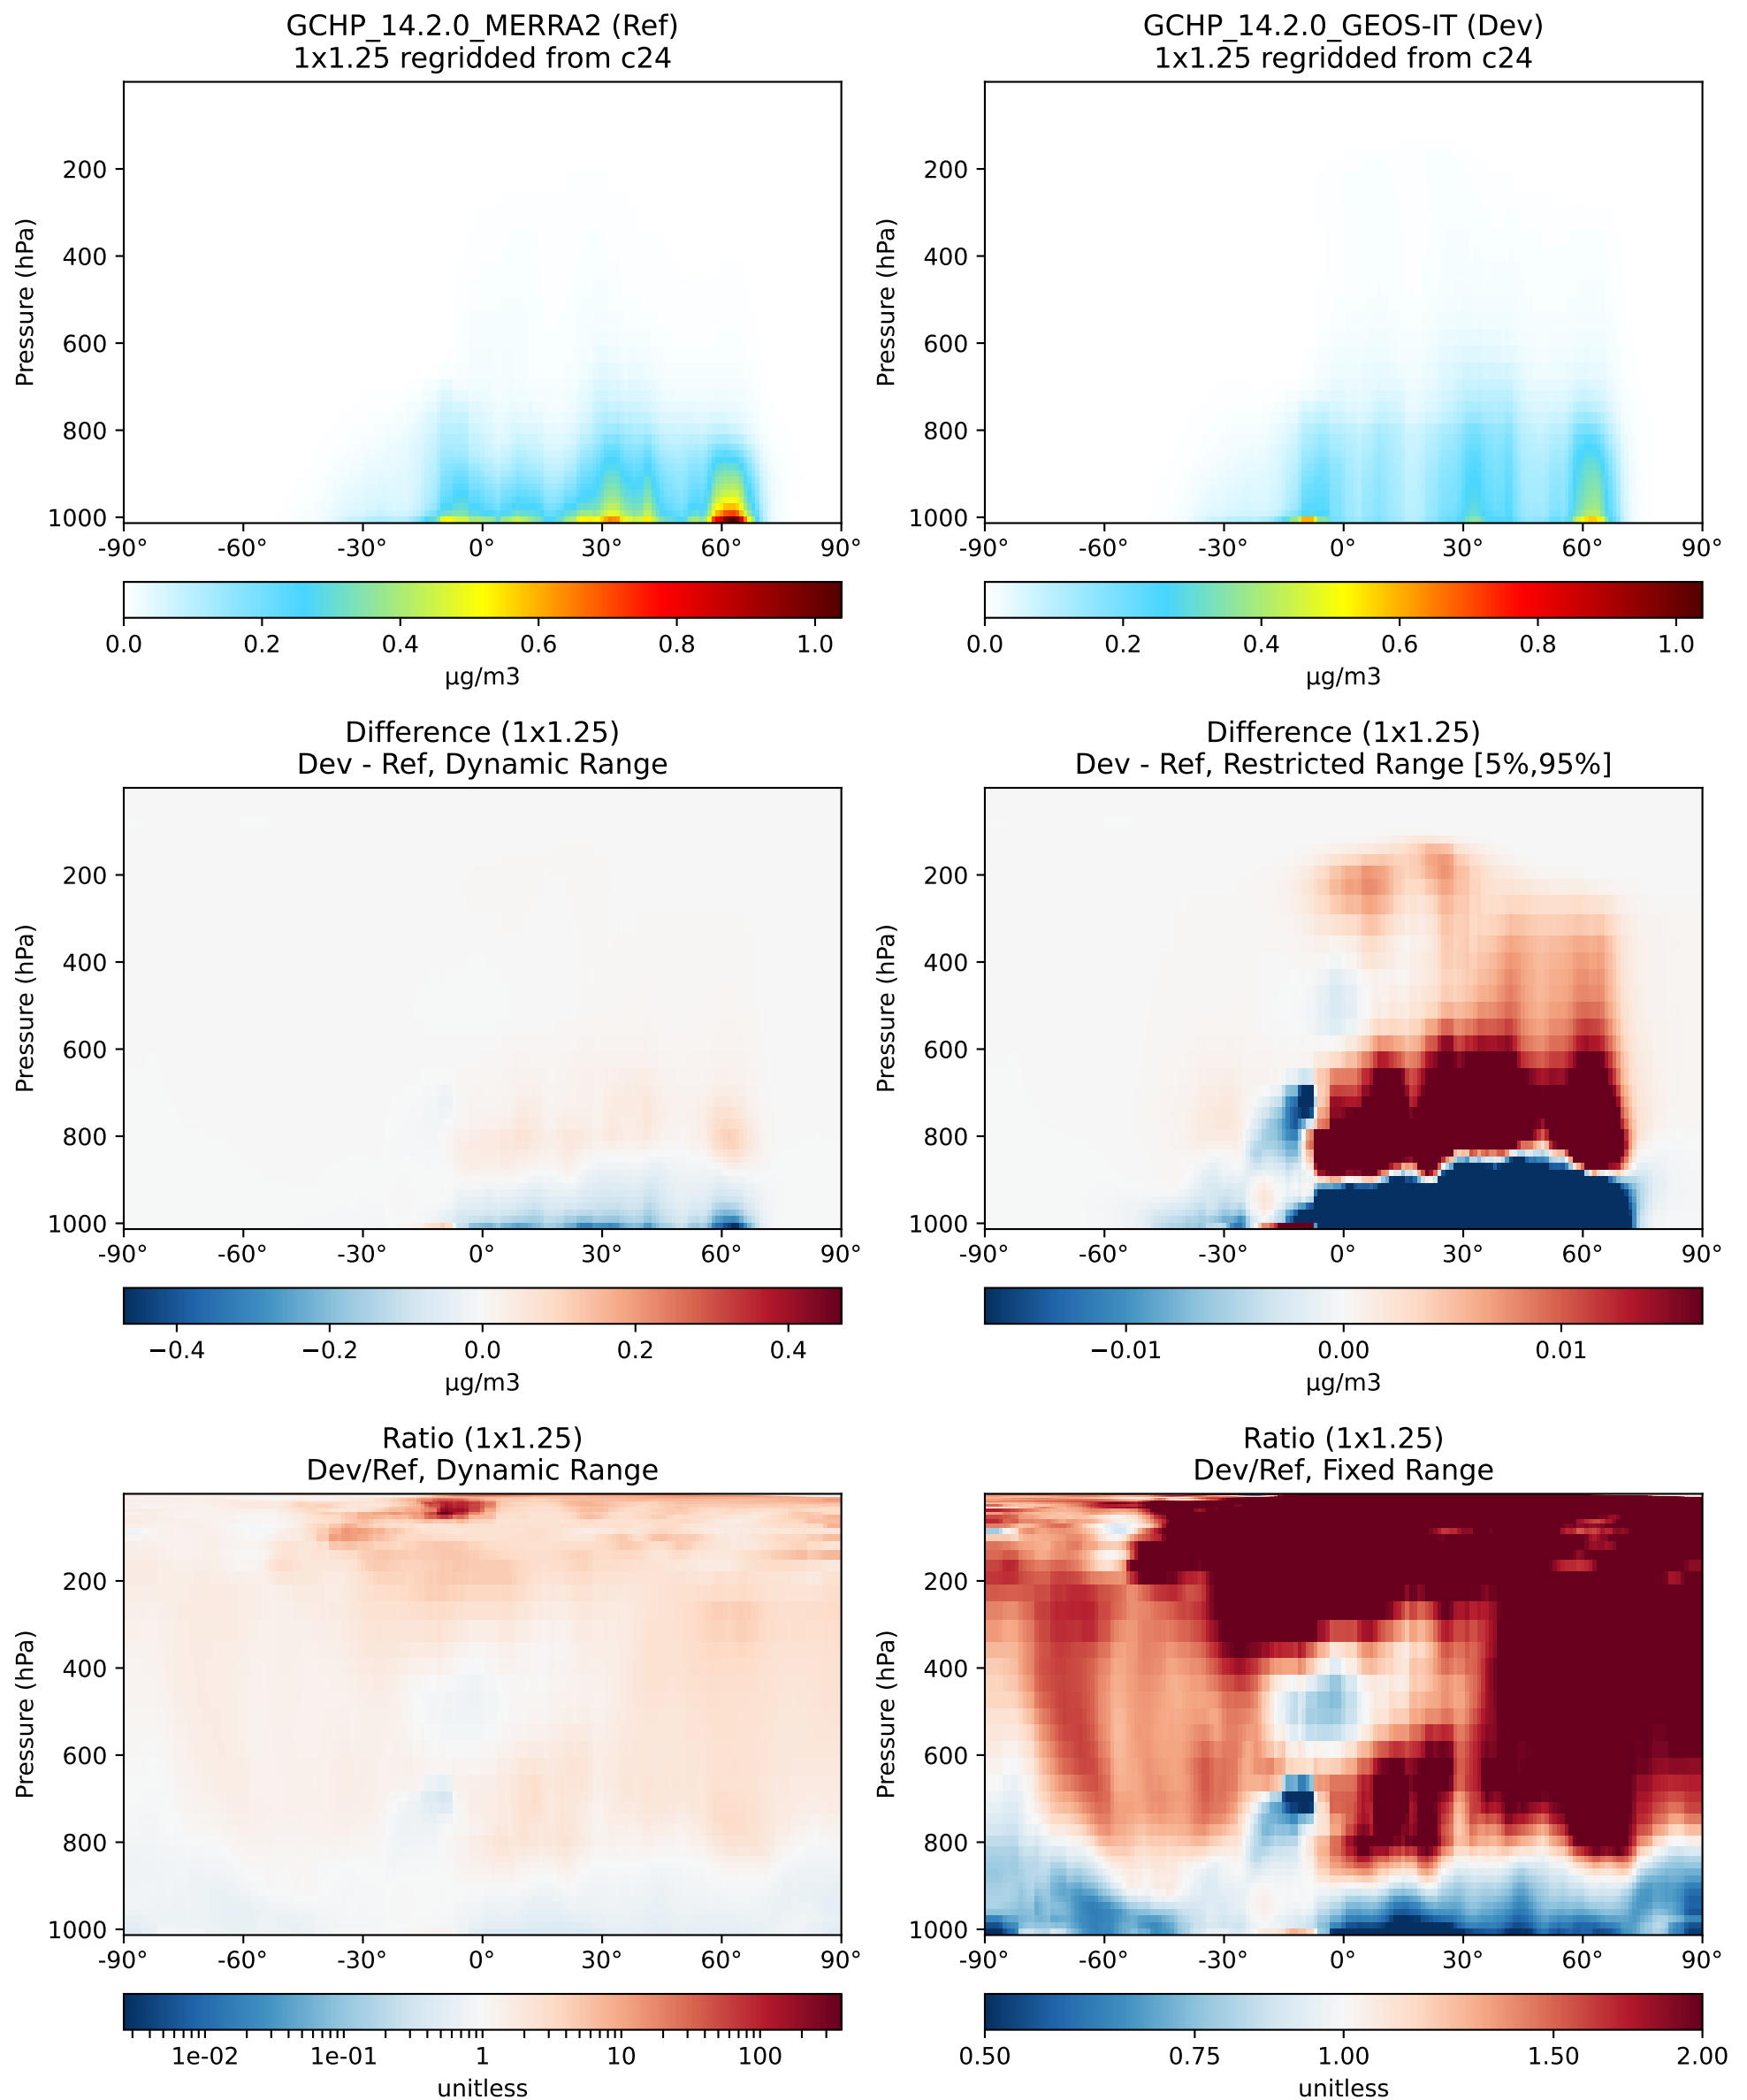 GCHP_14.2.0_MERRA2 (Ref)
1x1.25 regridded from c24
Pressure (hPa)
200
400
600
800
1000
-90° -60° -30° 0° 30° 60° 90°
0.0 0.2 0.4 0.6 0.8 1.0
µg/m3
GCHP_14.2.0_GEOS-IT (Dev)
1x1.25 regridded from c24
Pressure (hPa)
200
400
600
800
1000
-90° -60° -30° 0° 30° 60° 90°
0.0 0.2 0.4 0.6 0.8 1.0
µg/m3
Difference (1x1.25)
Dev - Ref, Dynamic Range
Pressure (hPa)
200
400
600
800
1000
-90° -60° -30° 0° 30° 60° 90°
−0.4 −0.2 0.0 0.2 0.4
µg/m3
Difference (1x1.25)
Dev - Ref, Restricted Range [5%,95%]
Pressure (hPa)
200
400
600
800
1000
-90° -60° -30° 0° 30° 60° 90°
−0.01 0.00 0.01
µg/m3
Ratio (1x1.25)
Dev/Ref, Dynamic Range
Pressure (hPa)
200
400
600
800
1000
-90° -60° -30° 0° 30° 60° 90°
1e-02 1e-01 1 10 100
unitless
Ratio (1x1.25)
Dev/Ref, Fixed Range
Pressure (hPa)
200
400
600
800
1000
-90° -60° -30° 0° 30° 60° 90°
0.50 0.75 1.00 1.50 2.00
unitless